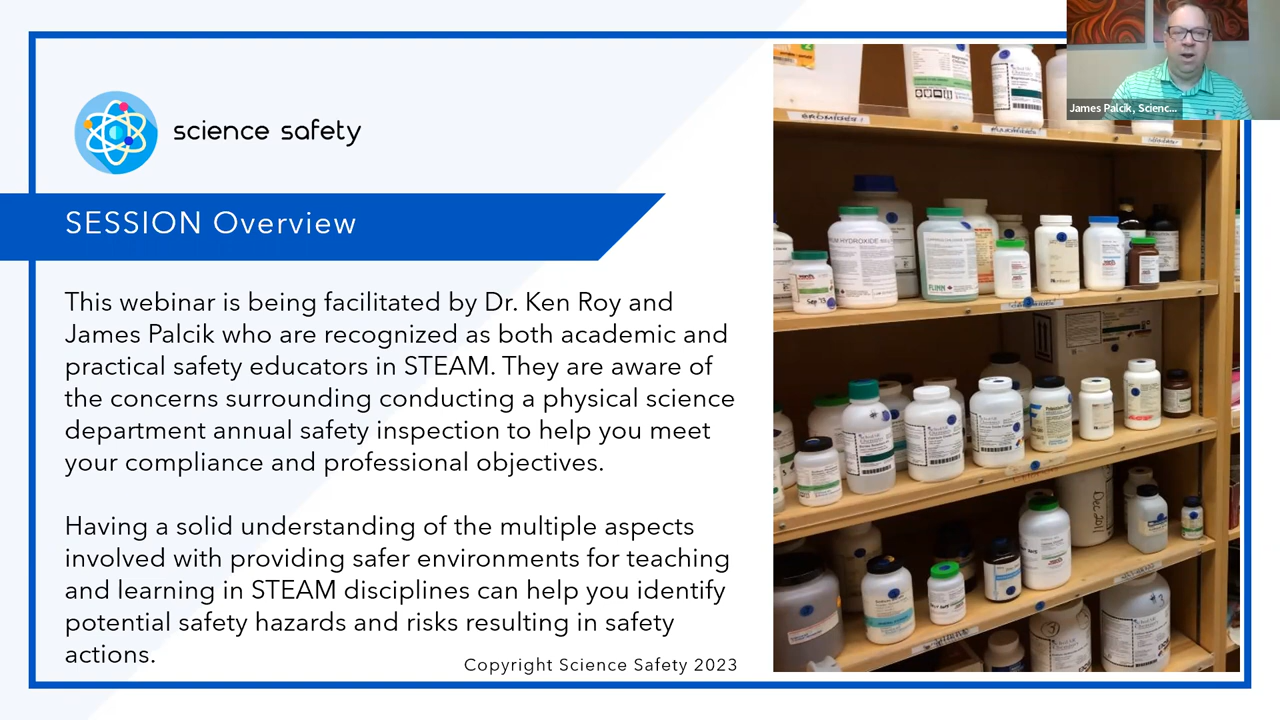 science safety
SESSION Overview
This webinar is being facilitated by Dr. Ken Roy and
James Palcik who are recognized as both academic and
practical safety educators in STEAM. They are aware of
the concerns surrounding conducting a physical science
department annual safety inspection to help you meet
your compliance and professional objectives.
Having a solid understanding of the multiple aspects
involved with providing safer environments for teaching
and learning in STEAM disciplines can help you identify
potential safety hazards and risks resulting in safety
actions.
Copyright Science Safety 2023
James Palcik, Scienc...
HYDROXIDE
FLINN
Dec 201